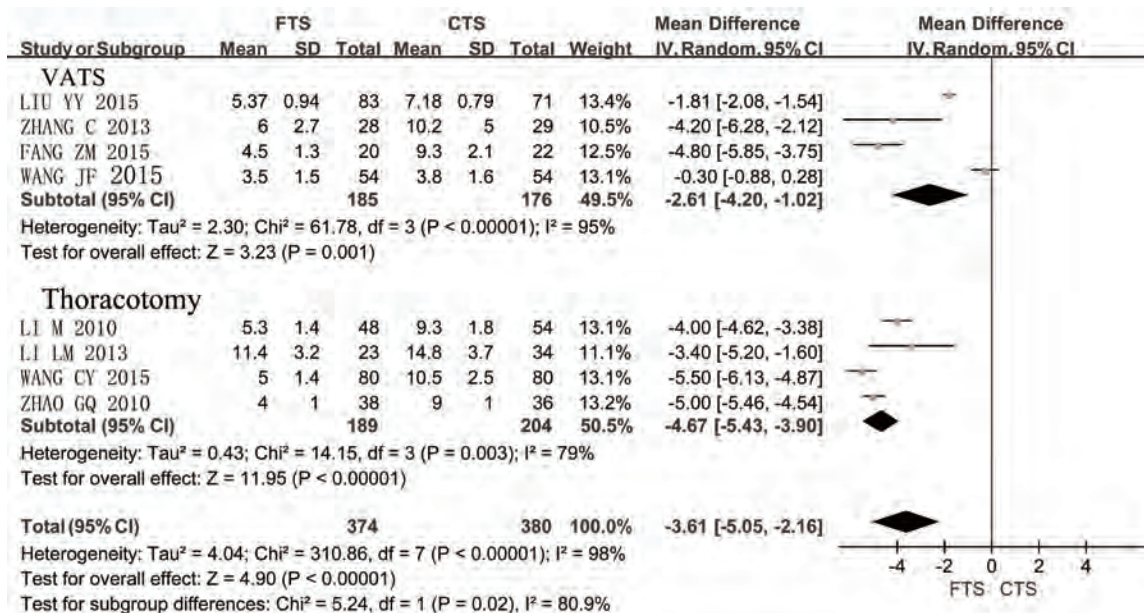 FTS CTS Mean Difference Mean Difference
Study or Subgroup Mean SD Total Mean SD Total Weight IV, Random, 95% CI IV, Random, 95% CI
VATS
LIU YY 2015 5.37 0.94 83 7.18 0.79 71 13.4% -1.81 [-2.08, -1.54]
ZHANG C 2013 6 2.7 28 10.2 5 29 10.5% -4.20 [-6.28, -2.12]
FANG ZM 2015 4.5 1.3 20 9.3 2.1 22 12.5% -4.80 [-5.85, -3.75]
WANG JF 2015 3.5 1.5 54 3.8 1.6 54 13.1% -0.30 [-0.88, 0.28]
Subtotal (95% CI) 185 176 49.5% -2.61 [-4.20, -1.02]
Heterogeneity: Tau² = 2.30; Chi² = 61.78, df = 3 (P < 0.00001); I² = 95%
Test for overall effect: Z = 3.23 (P = 0.001)
Thoracotomy
LI M 2010 5.3 1.4 48 9.3 1.8 54 13.1% -4.00 [-4.62, -3.38]
LI LM 2013 11.4 3.2 23 14.8 3.7 34 11.1% -3.40 [-5.20, -1.60]
WANG CY 2015 5 1.4 80 10.5 2.5 80 13.1% -5.50 [-6.13, -4.87]
ZHAO GQ 2010 4 1 38 9 1 36 13.2% -5.00 [-5.46, -4.54]
Subtotal (95% CI) 189 204 50.5% -4.67 [-5.43, -3.90]
Heterogeneity: Tau² = 0.43; Chi² = 14.15, df = 3 (P = 0.003); I² = 79%
Test for overall effect: Z = 11.95 (P < 0.00001)
Total (95% CI) 374 380 100.0% -3.61 [-5.05, -2.16]
Heterogeneity: Tau² = 4.04; Chi² = 310.86, df = 7 (P < 0.00001); I² = 98%
Test for overall effect: Z = 4.90 (P < 0.00001)
Test for subgroup differences: Chi² = 5.24, df = 1 (P = 0.02), I² = 80.9%
-4 -2 0 2 4
FTS CTS